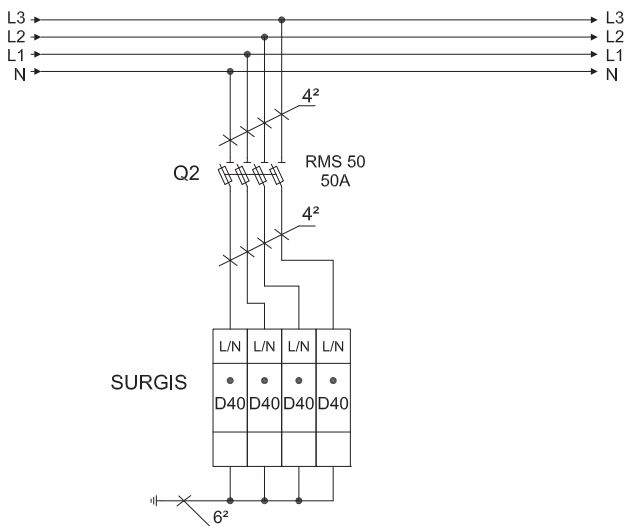 L3 L3
L2 L2
L1 L1
N N
4²
Q2 RMS 50
50A
4²
L/N L/N L/N L/N
SURGIS
D40 D40 D40 D40
6²